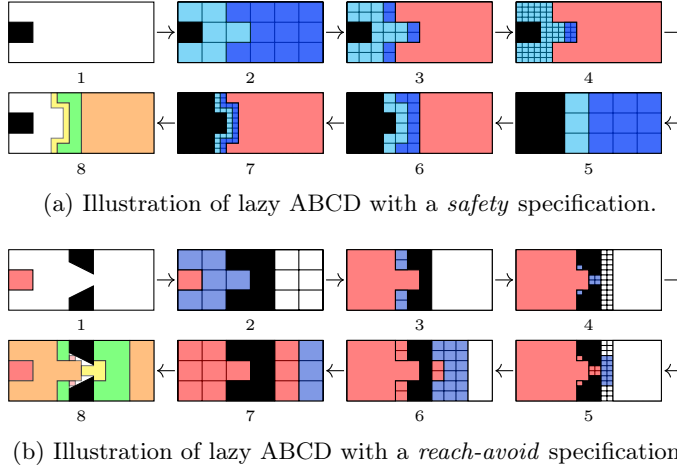 1 2 3 4
8 7 6 5
(a) Illustration of lazy ABCD with a safety specification.
1 2 3 4
8 7 6 5
(b) Illustration of lazy ABCD with a reach-avoid specification